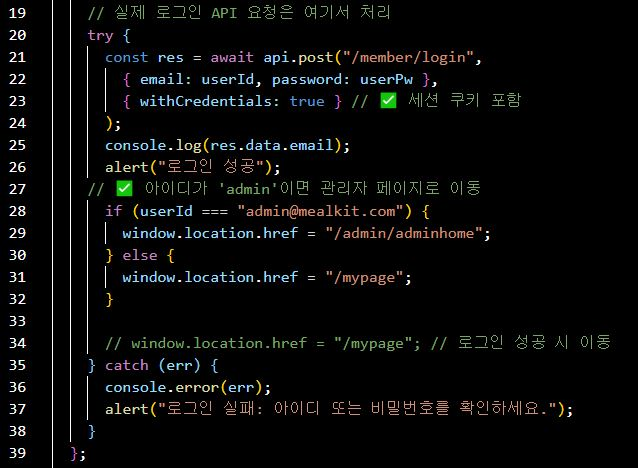 19 // 실제 로그인 API 요청은 여기서 처리
20 try {
21 const res = await api.post("/member/login",
22 { email: userId, password: userPw },
23 { withCredentials: true } // ✅ 세션 쿠키 포함
24 );
25 console.log(res.data.email);
26 alert("로그인 성공");
27 // ✅ 아이디가 'admin'이면 관리자 페이지로 이동
28 if (userId === "admin@mealkit.com") {
29 window.location.href = "/admin/adminhome";
30 } else {
31 window.location.href = "/mypage";
32 }
33
34 // window.location.href = "/mypage"; // 로그인 성공 시 이동
35 } catch (err) {
36 console.error(err);
37 alert("로그인 실패: 아이디 또는 비밀번호를 확인하세요.");
38 }
39 };